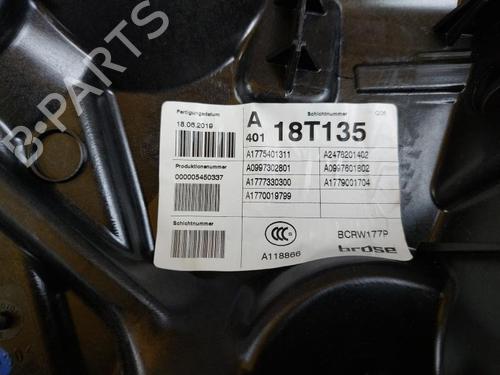 B-PARTS
Fertigungsdatum
18.06.2019
Produktionsnummer
000005450337
Schichtnummer
A
401
Schichtnummer
18T135
A1775401311
A2478201402
A0997302801
A0997601802
A1777330300
A1779001704
A1770019799
CCC
A118866
BCRW177P
brose